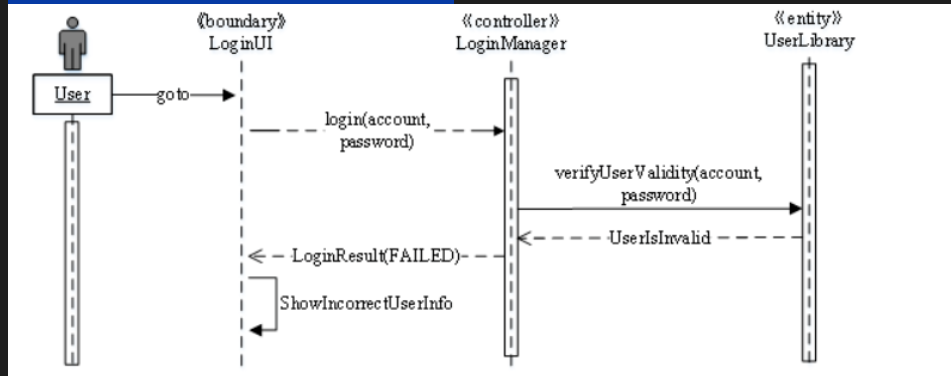 《boundary》
LoginUI
《controller》
LoginManager
《entity》
UserLibrary
User
goto
login(account,
password)
verifyUserValidity(account,
password)
UserIsInvalid
LoginResult(FAILED)
ShowIncorrectUserInfo